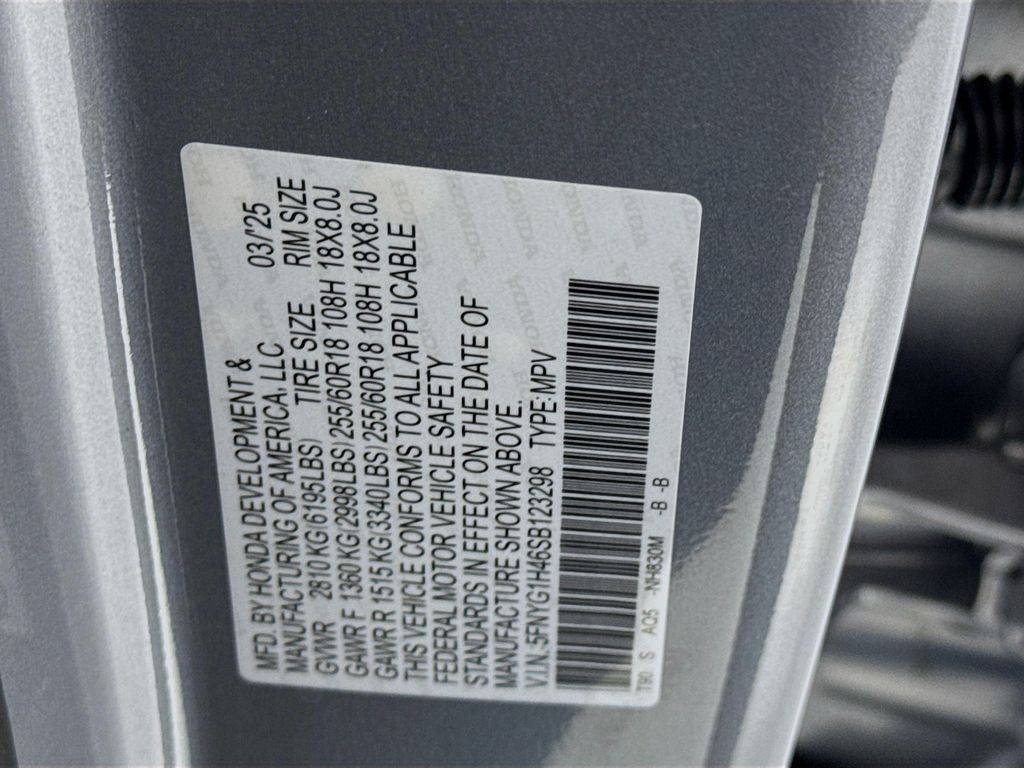 MFD. BY HONDA DEVELOPMENT & 03/'25
MANUFACTURING OF AMERICA, LLC
GVWR 2810 KG(6195LBS) TIRE SIZE RIM SIZE
GAWR F 1360 KG(2998LBS) 255/60R18 108H 18X8.0J
GAWR R 1515 KG(3340LBS) 255/60R18 108H 18X8.0J
THIS VEHICLE CONFORMS TO ALL APPLICABLE
FEDERAL MOTOR VEHICLE SAFETY
STANDARDS IN EFFECT ON THE DATE OF
MANUFACTURE SHOWN ABOVE.
V.I.N. :5FNYG1H46SB123298 TYPE:MPV
T90 S AQ5 -NH830M -B -B